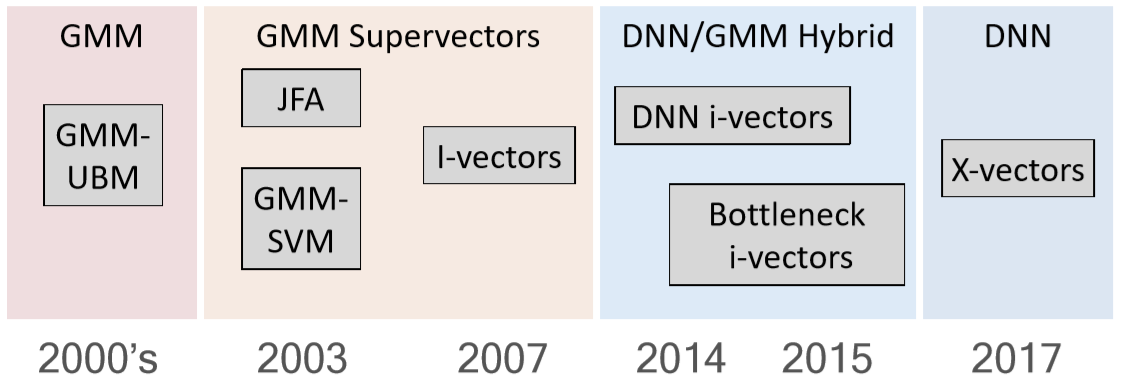 GMM
GMM Supervectors
DNN/GMM Hybrid
DNN
GMM-
UBM
JFA
GMM-
SVM
I-vectors
DNN i-vectors
Bottleneck
i-vectors
X-vectors
2000's
2003
2007
2014
2015
2017